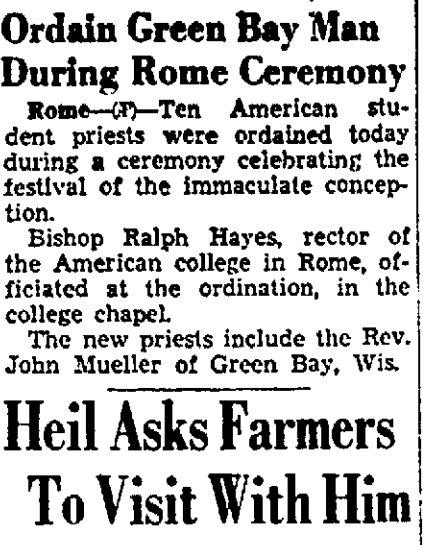 Ordain Green Bay Man
During Rome Ceremony
Rome—(AP)—Ten American stu-
dent priests were ordained today
during a ceremony celebrating the
festival of the immaculate concep-
tion.
Bishop Ralph Hayes, rector of
the American college in Rome, of-
ficiated at the ordination, in the
college chapel.
The new priests include the Rev.
John Mueller of Green Bay, Wis.
Heil Asks Farmers
To Visit With Him